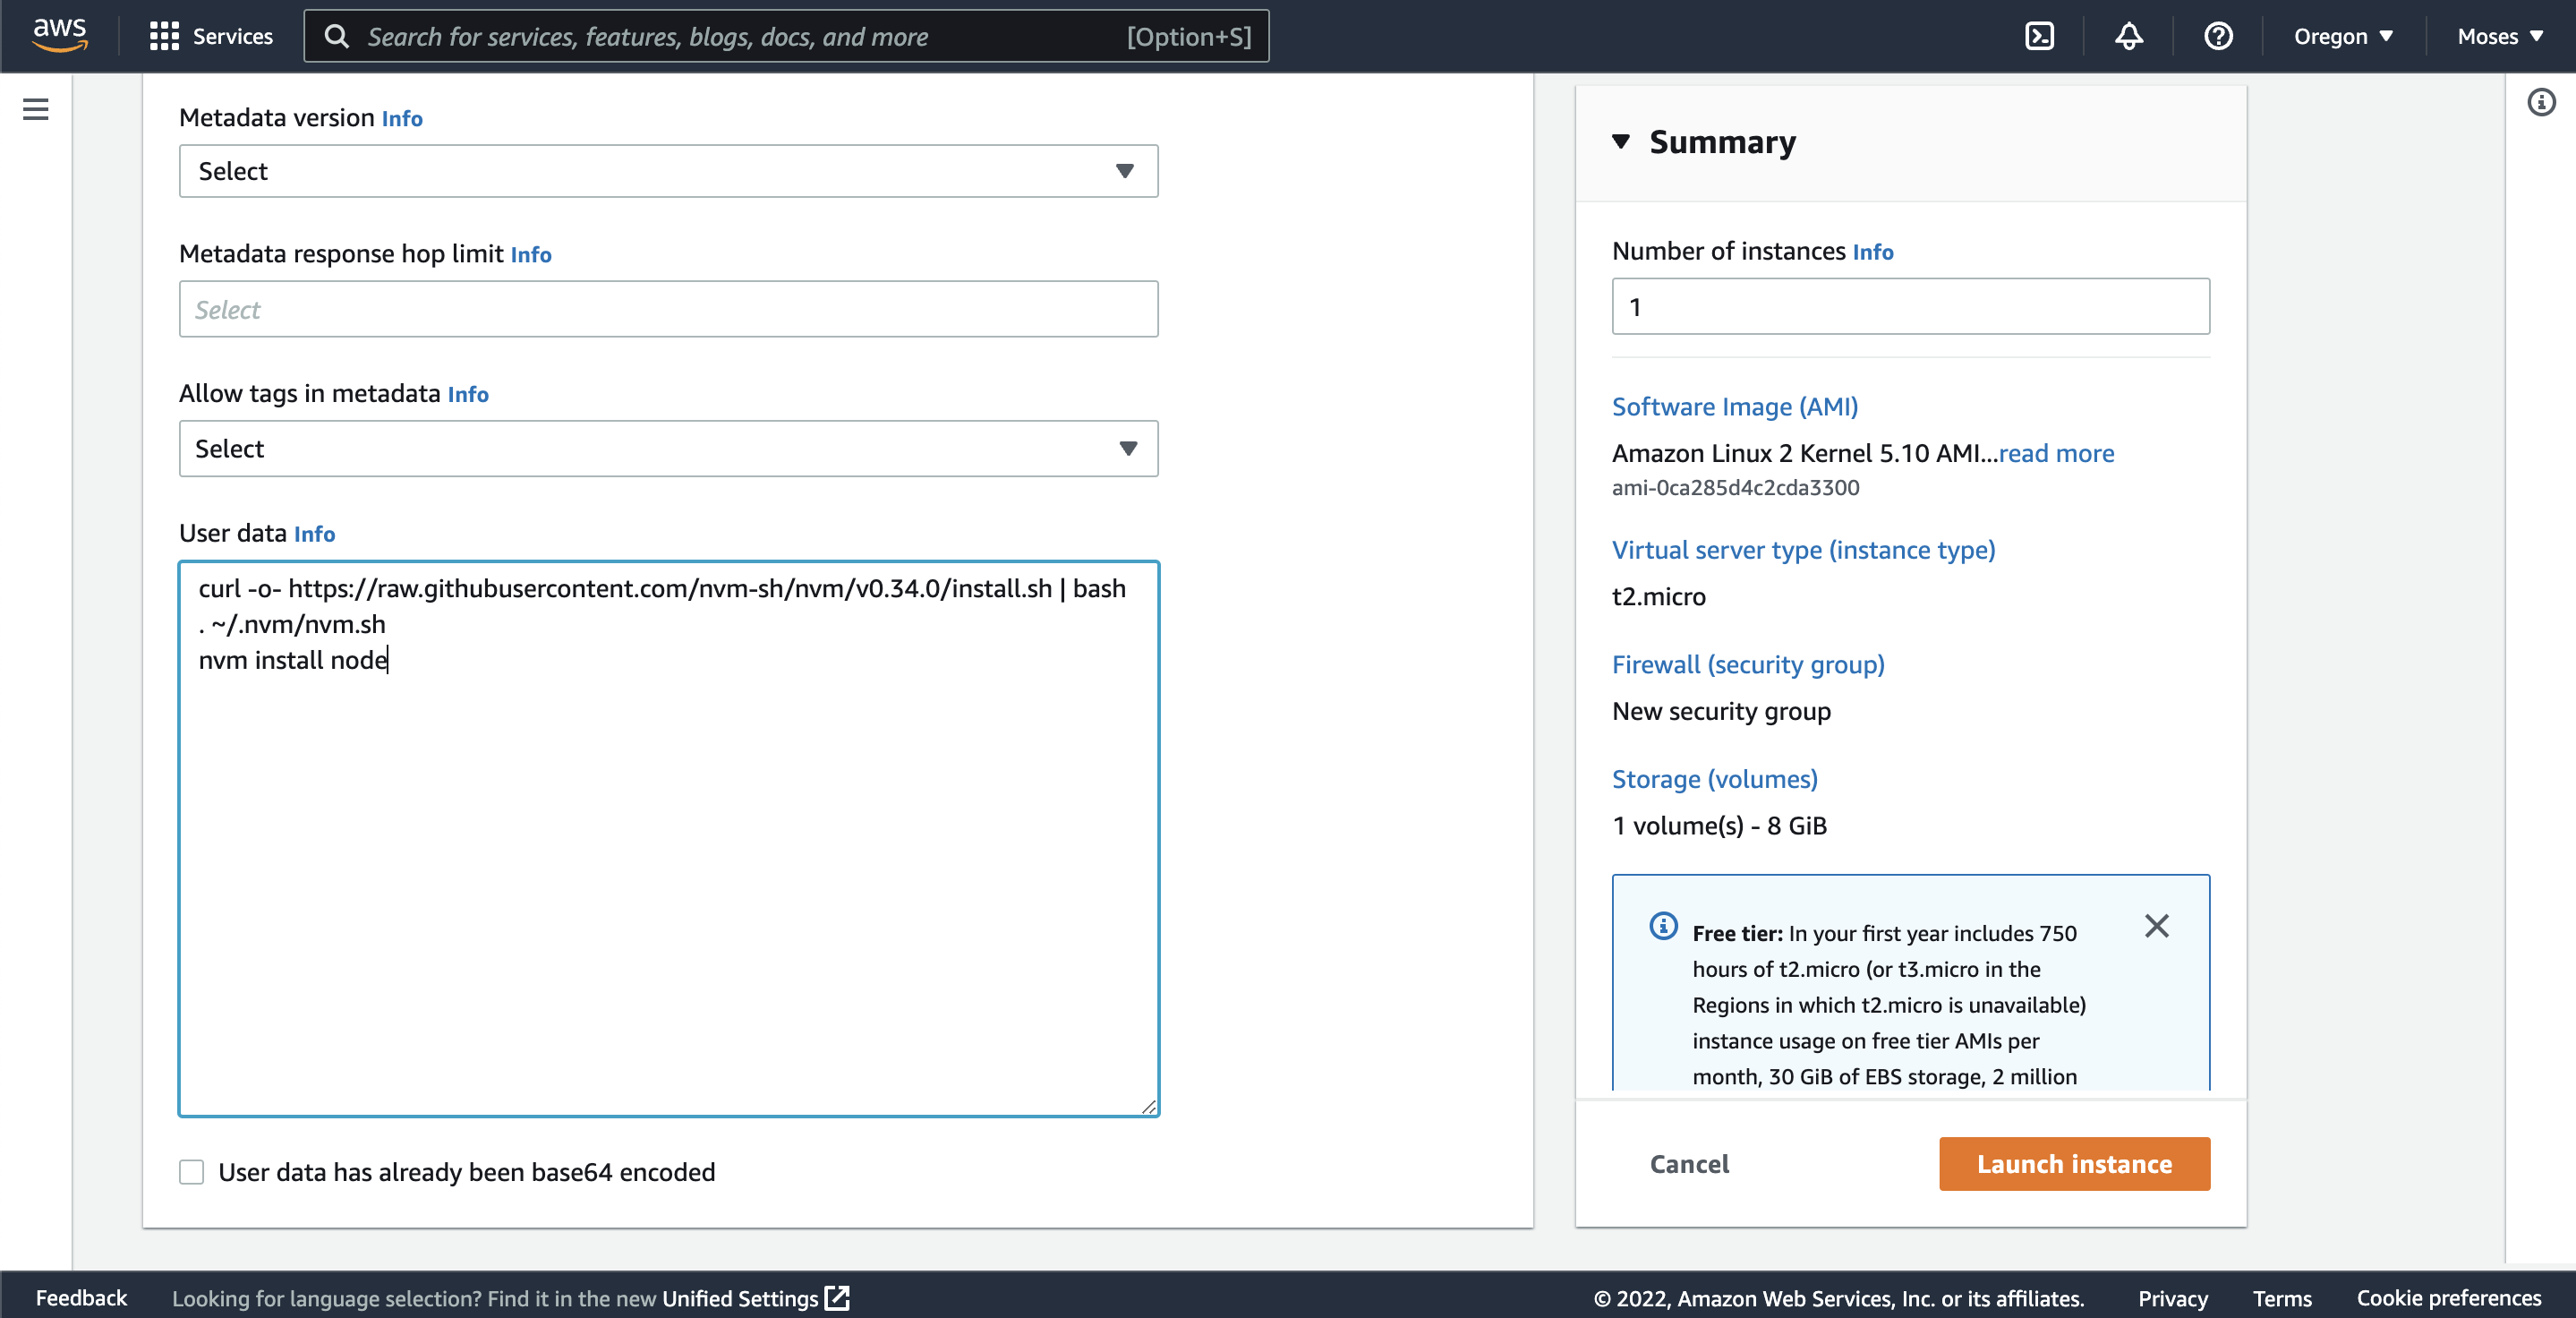 aws
Services
Search for services, features, blogs, docs, and more
[Option+S]
Oregon
Moses
Metadata version Info
Select
Metadata response hop limit Info
Select
Allow tags in metadata Info
Select
User data Info
curl -o- https://raw.githubusercontent.com/nvm-sh/nvm/v0.34.0/install.sh | bash
. ~/.nvm/nvm.sh
nvm install node
User data has already been base64 encoded
Summary
Number of instances Info
1
Software Image (AMI)
Amazon Linux 2 Kernel 5.10 AMI...read more
ami-0ca285d4c2cda3300
Virtual server type (instance type)
t2.micro
Firewall (security group)
New security group
Storage (volumes)
1 volume(s) - 8 GiB
Free tier: In your first year includes 750
hours of t2.micro (or t3.micro in the
Regions in which t2.micro is unavailable)
instance usage on free tier AMIs per
month, 30 GiB of EBS storage, 2 million
Cancel
Launch instance
Feedback
Looking for language selection? Find it in the new Unified Settings
© 2022, Amazon Web Services, Inc. or its affiliates.
Privacy
Terms
Cookie preferences